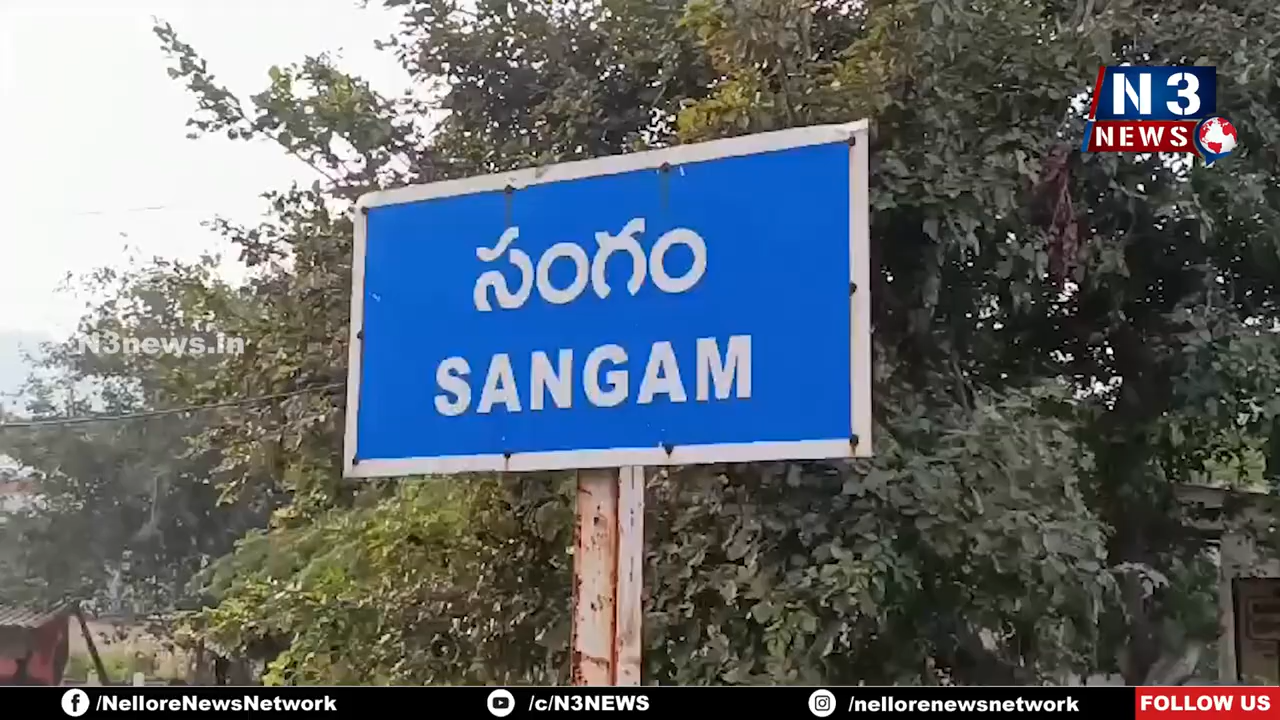 N3
NEWS
సంగం
SANGAM
N3news.in
/NelloreNewsNetwork
/c/N3NEWS
/nellorenewsnetwork
FOLLOW US